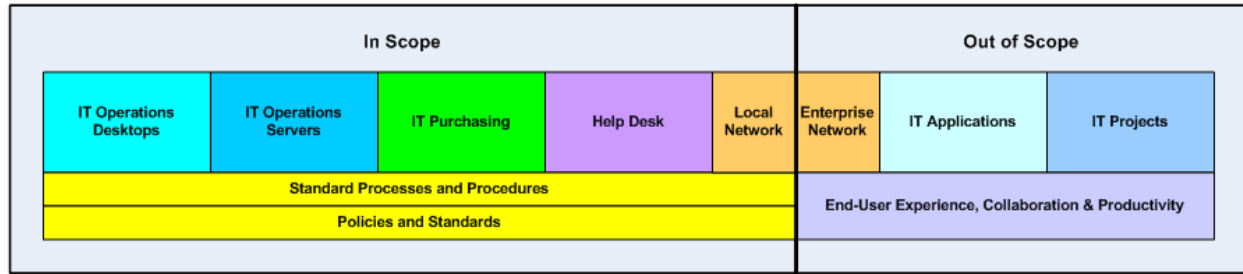 In Scope
Out of Scope
IT Operations
Desktops
IT Operations
Servers
IT Purchasing
Help Desk
Local
Network
Enterprise
Network
IT Applications
IT Projects
Standard Processes and Procedures
Policies and Standards
End-User Experience, Collaboration & Productivity